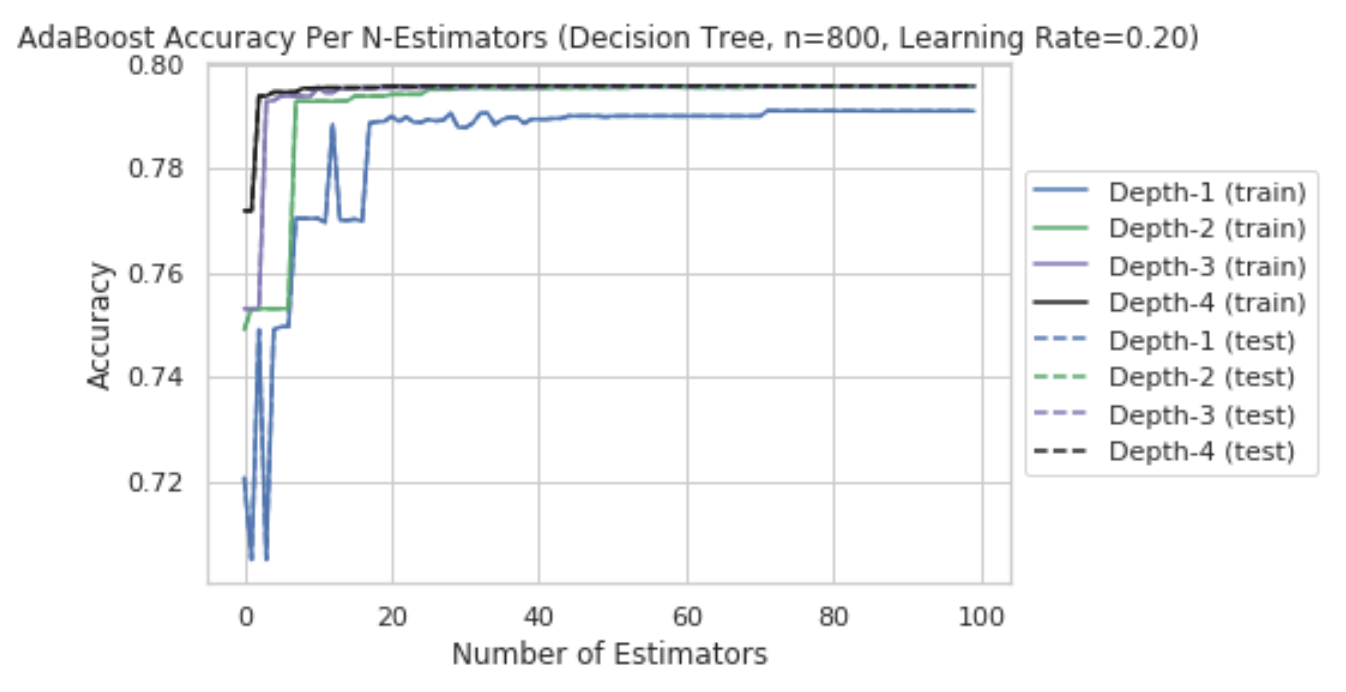 AdaBoost Accuracy Per N-Estimators (Decision Tree, n=800, Learning Rate=0.20)
0.80
0.78
0.76
0.74
0.72
Accuracy
0 20 40 60 80 100
Number of Estimators
Depth-1 (train)
Depth-2 (train)
Depth-3 (train)
Depth-4 (train)
Depth-1 (test)
Depth-2 (test)
Depth-3 (test)
Depth-4 (test)